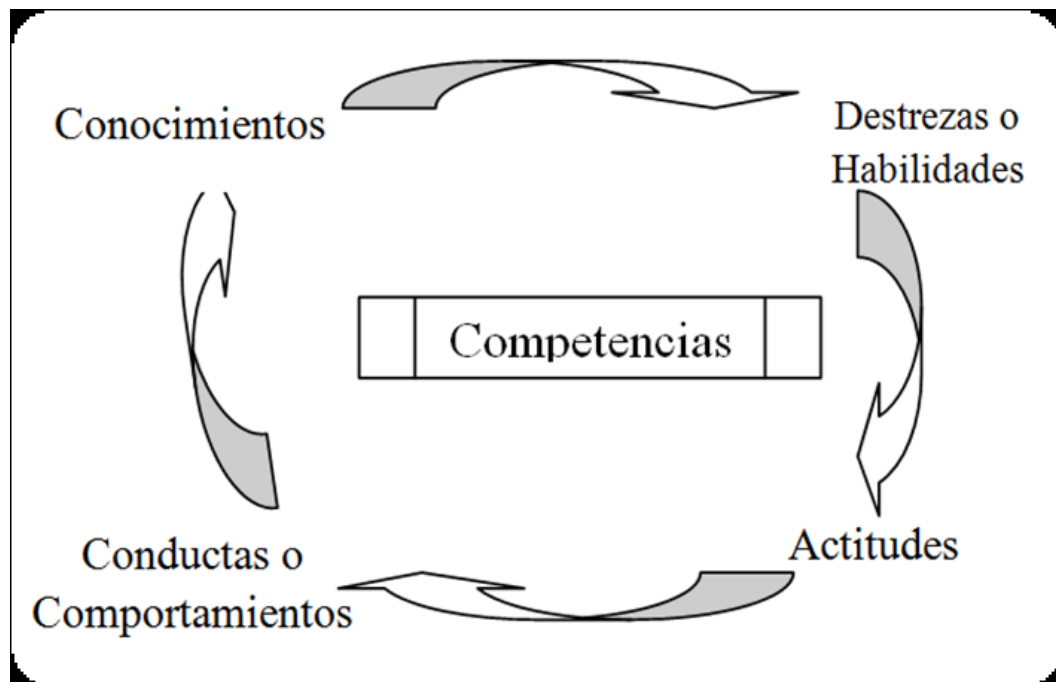 Conocimientos
Destrezas o
Habilidades
Competencias
Conductas o
Comportamientos
Actitudes